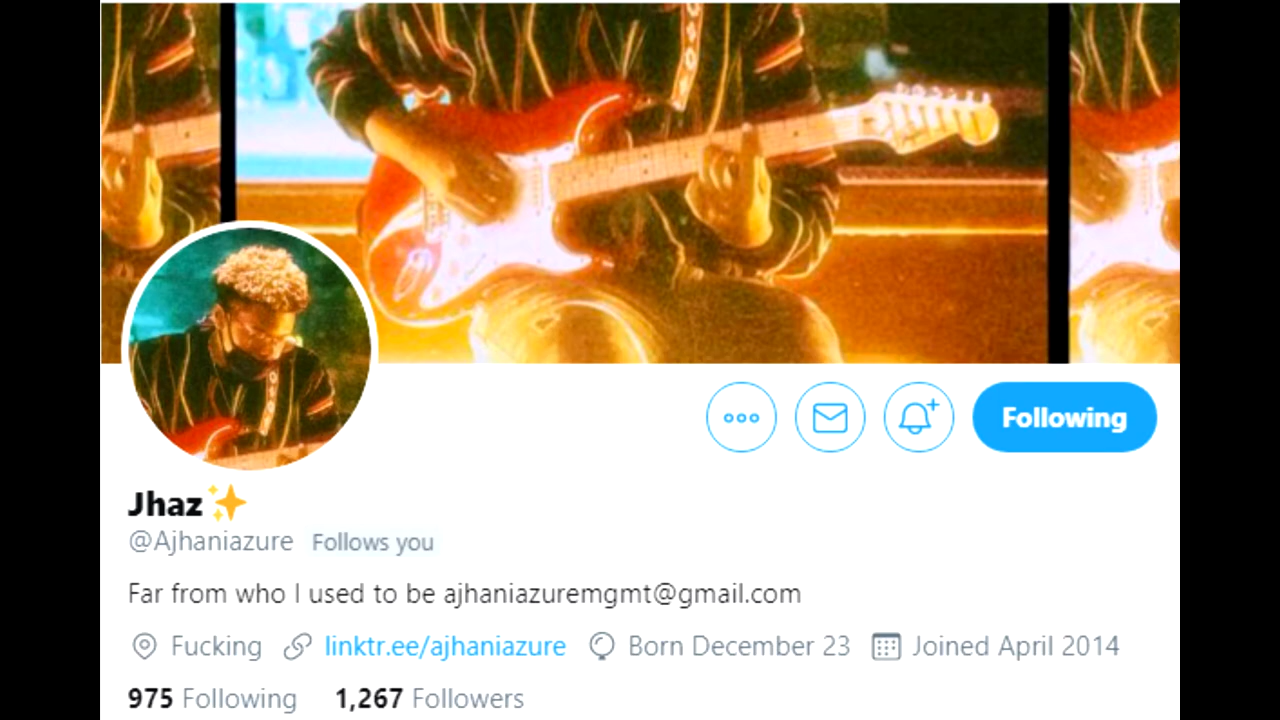 Following
Jhaz✨
@Ajhaniazure Follows you
Far from who I used to be ajhaniazuremgmt@gmail.com
Fucking linktr.ee/ajhaniazure Born December 23 Joined April 2014
975 Following 1,267 Followers